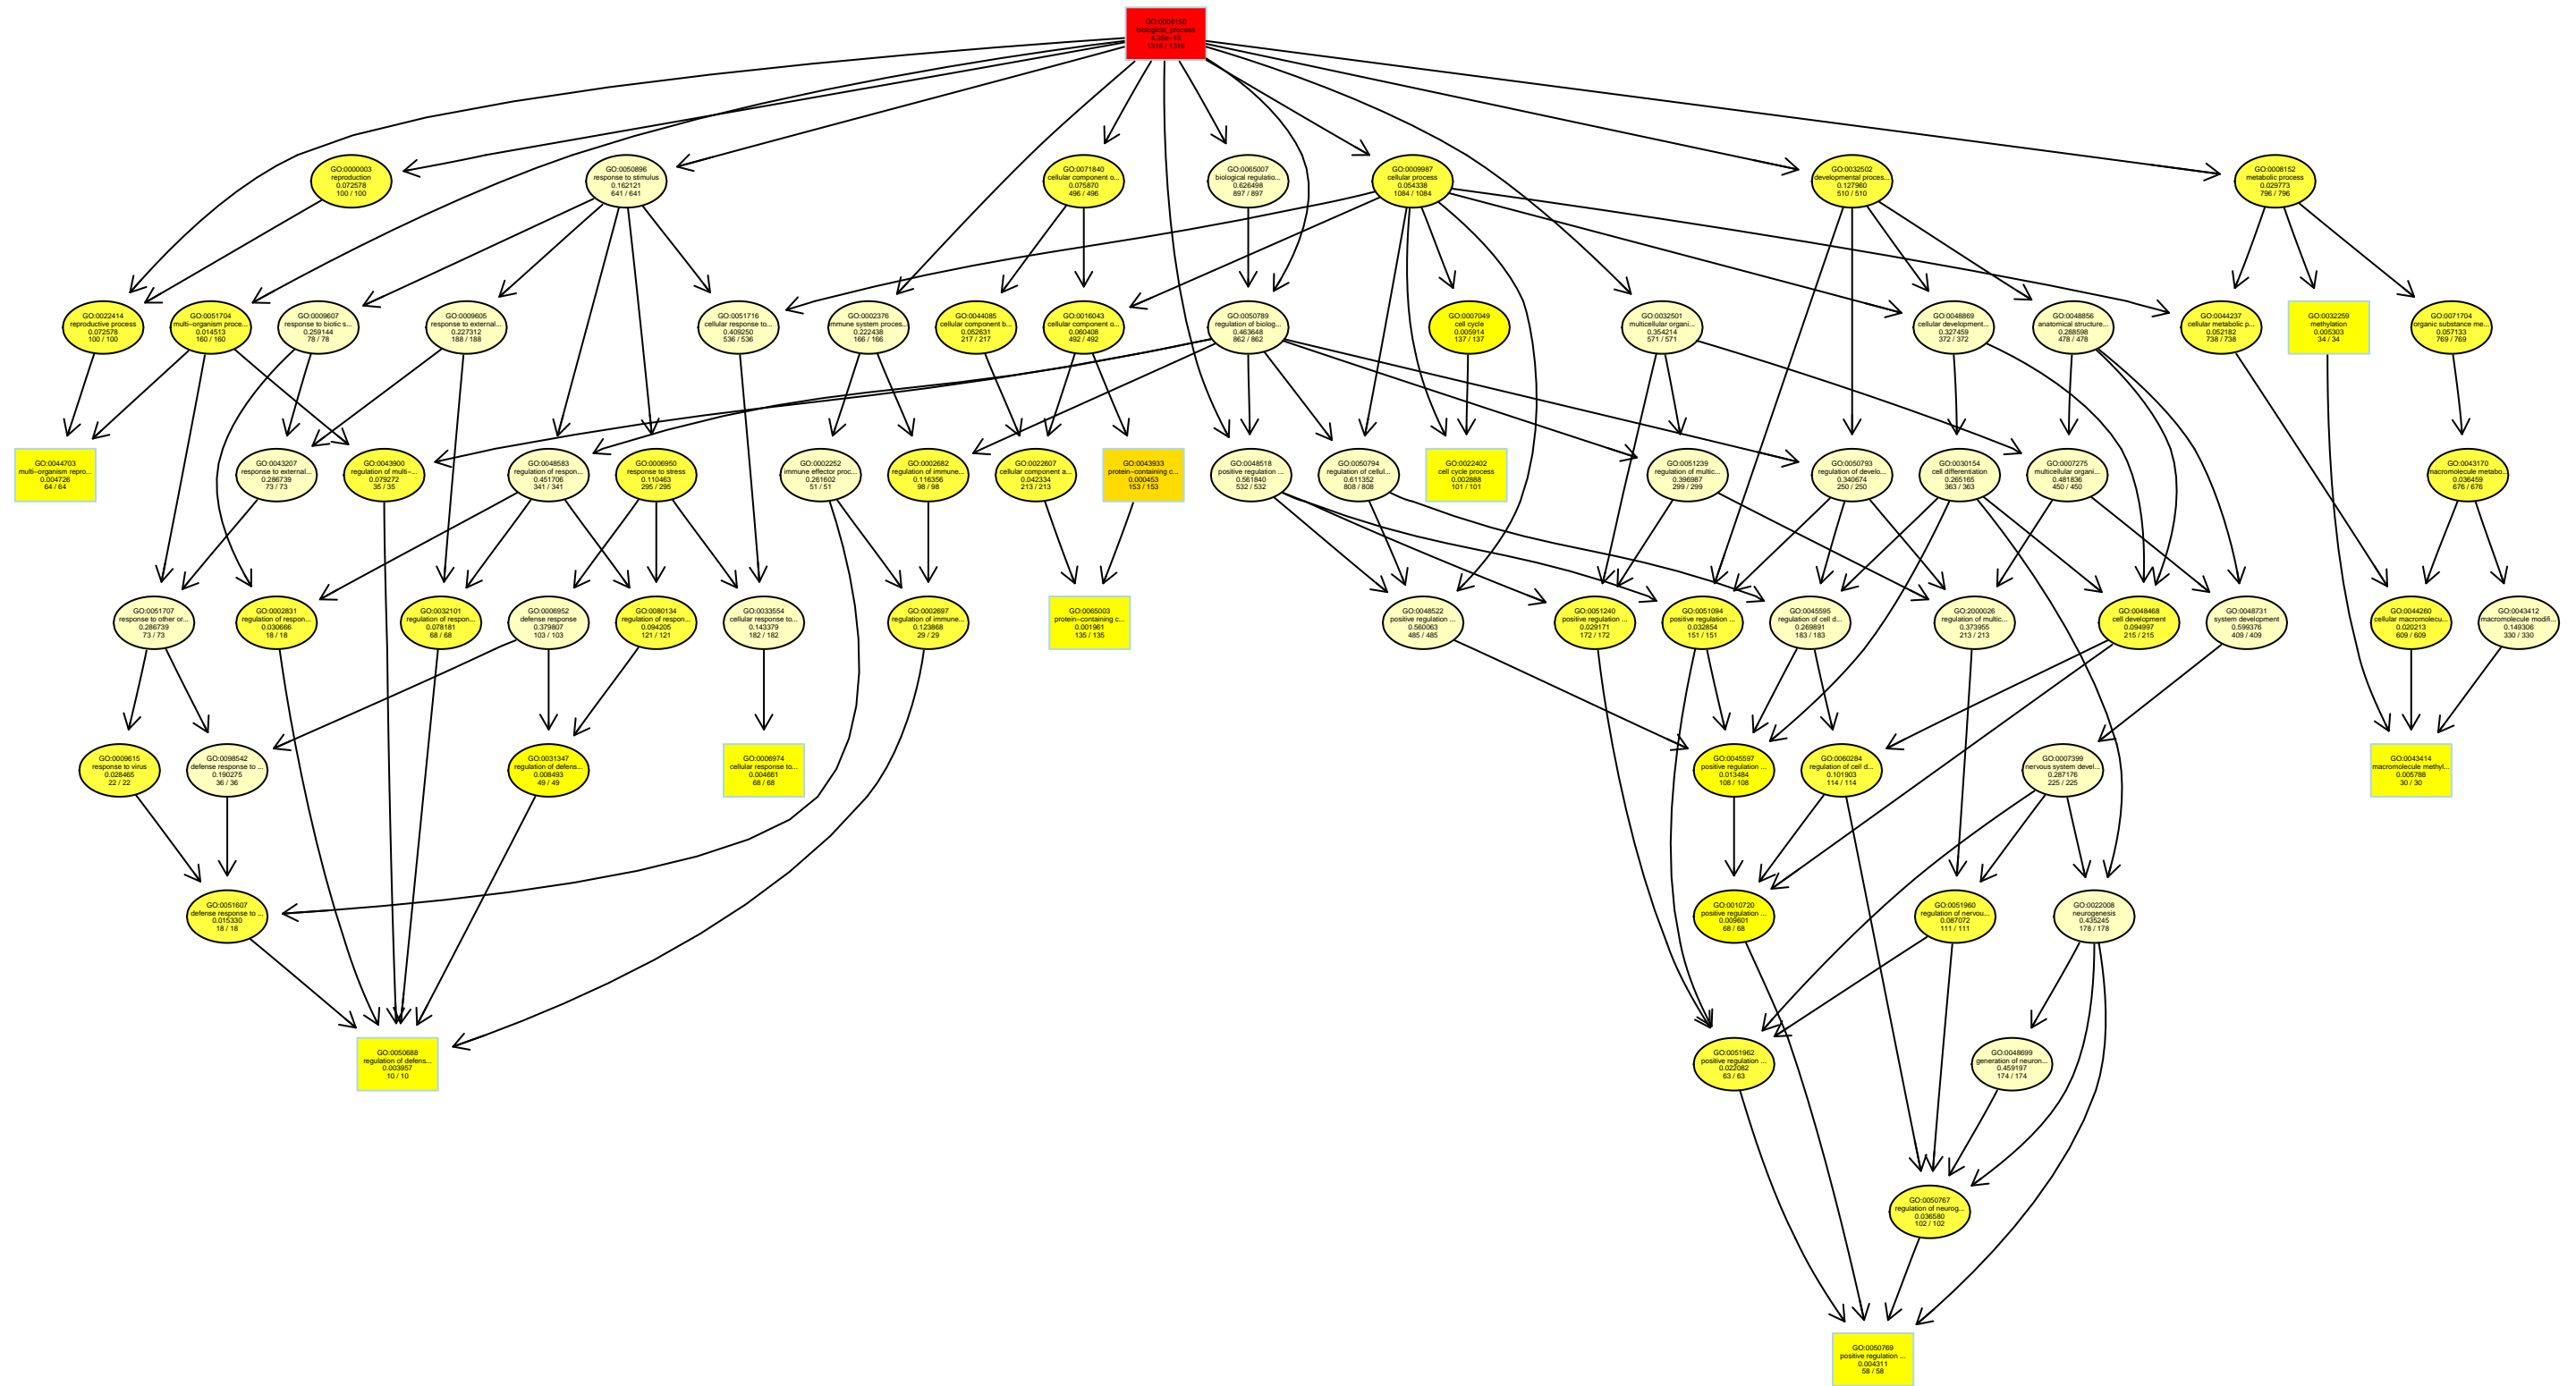 GO:0008150
biological_process
4.35e−10
1316 / 1316
GO:0000003
reproduction
0.072578
100 / 100
GO:0050896
response to stimulus
0.162121
641 / 641
GO:0071840
cellular component o...
0.075870
496 / 496
GO:0065007
biological regulatio...
0.626498
897 / 897
GO:0009987
cellular process
0.054338
1084 / 1084
GO:0032502
developmental proces...
0.127960
510 / 510
GO:0008152
metabolic process
0.029773
796 / 796
GO:0022414
reproductive process
0.072578
100 / 100
GO:0051704
multi−organism proce...
0.014513
160 / 160
GO:0009607
response to biotic s...
0.259144
78 / 78
GO:0009605
response to external...
0.227312
188 / 188
GO:0051716
cellular response to...
0.409250
536 / 536
GO:0002376
immune system proces...
0.222438
166 / 166
GO:0044085
cellular component b...
0.052631
217 / 217
GO:0016043
cellular component o...
0.060408
492 / 492
GO:0050789
regulation of biolog...
0.463648
862 / 862
GO:0007049
cell cycle
0.005914
137 / 137
GO:0032501
multicellular organi...
0.354214
571 / 571
GO:0048869
cellular development...
0.327459
372 / 372
GO:0048856
anatomical structure...
0.288598
478 / 478
GO:0044237
cellular metabolic p...
0.052182
738 / 738
GO:0032259
methylation
0.005303
34 / 34
GO:0071704
organic substance me...
0.057133
769 / 769
GO:0044703
multi−organism repro...
0.004726
64 / 64
GO:0043207
response to external...
0.286739
73 / 73
GO:0043900
regulation of multi−...
0.079272
35 / 35
GO:0048583
regulation of respon...
0.451706
341 / 341
GO:0006950
response to stress
0.110463
295 / 295
GO:0002252
immune effector proc...
0.261602
51 / 51
GO:0002682
regulation of immune...
0.116356
98 / 98
GO:0022607
cellular component a...
0.042334
213 / 213
GO:0043933
protein−containing c...
0.000453
153 / 153
GO:0048518
positive regulation ...
0.561840
532 / 532
GO:0050794
regulation of cellul...
0.611352
808 / 808
GO:0022402
cell cycle process
0.002888
101 / 101
GO:0051239
regulation of multic...
0.396987
299 / 299
GO:0050793
regulation of develo...
0.340674
250 / 250
GO:0030154
cell differentiation
0.265165
363 / 363
GO:0007275
multicellular organi...
0.481836
450 / 450
GO:0043170
macromolecule metabo...
0.036459
676 / 676
GO:0051707
response to other or...
0.286739
73 / 73
GO:0002831
regulation of respon...
0.030666
18 / 18
GO:0032101
regulation of respon...
0.078181
68 / 68
GO:0006952
defense response
0.379807
103 / 103
GO:0080134
regulation of respon...
0.094205
121 / 121
GO:0033554
cellular response to...
0.143379
182 / 182
GO:0002697
regulation of immune...
0.123868
29 / 29
GO:0065003
protein−containing c...
0.001961
135 / 135
GO:0048522
positive regulation ...
0.560063
485 / 485
GO:0051240
positive regulation ...
0.029171
172 / 172
GO:0051094
positive regulation ...
0.032854
151 / 151
GO:0045595
regulation of cell d...
0.269891
183 / 183
GO:2000026
regulation of multic...
0.373955
213 / 213
GO:0048468
cell development
0.094997
215 / 215
GO:0048731
system development
0.599376
409 / 409
GO:0044260
cellular macromolecu...
0.020213
609 / 609
GO:0043412
macromolecule modifi...
0.149306
330 / 330
GO:0009615
response to virus
0.028465
22 / 22
GO:0098542
defense response to ...
0.190275
36 / 36
GO:0031347
regulation of defens...
0.008493
49 / 49
GO:0006974
cellular response to...
0.004661
68 / 68
GO:0045597
positive regulation ...
0.013484
108 / 108
GO:0060284
regulation of cell d...
0.101903
114 / 114
GO:0007399
nervous system devel...
0.287176
225 / 225
GO:0043414
macromolecule methyl...
0.005788
30 / 30
GO:0051607
defense response to ...
0.015330
18 / 18
GO:0010720
positive regulation ...
0.009601
68 / 68
GO:0051960
regulation of nervou...
0.087072
111 / 111
GO:0022008
neurogenesis
0.435245
178 / 178
GO:0050688
regulation of defens...
0.003957
10 / 10
GO:0051962
positive regulation ...
0.022082
63 / 63
GO:0048699
generation of neuron...
0.459197
174 / 174
GO:0050767
regulation of neurog...
0.036580
102 / 102
GO:0050769
positive regulation ...
0.004311
58 / 58